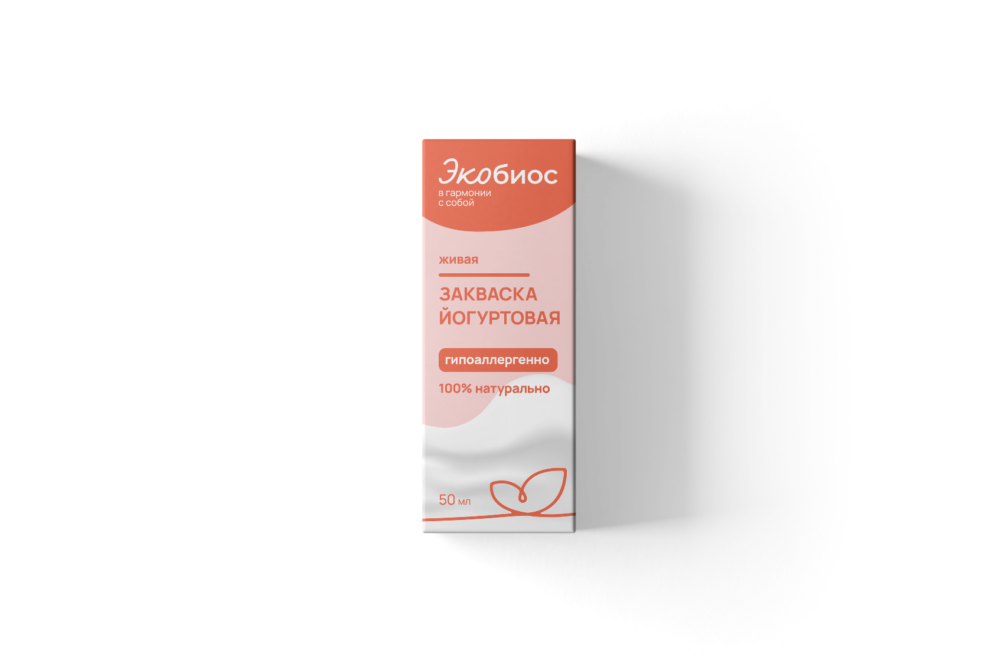 Экобиос
в гармонии
с собой
живая
ЗАКВАСКА
ЙОГУРТОВАЯ
гипоаллергенно
100% натурально
50 мл